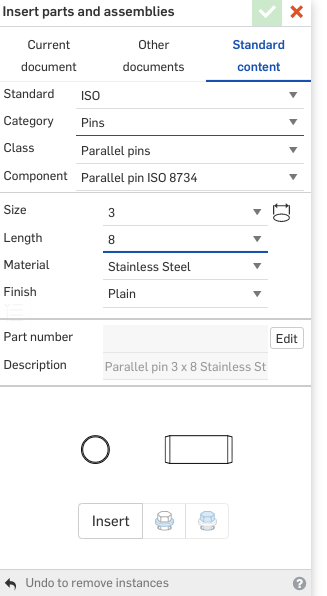 Insert parts and assemblies
Current document
Other documents
Standard content
Standard ISO
Category Pins
Class Parallel pins
Component Parallel pin ISO 8734
Size 3
Length 8
Material Stainless Steel
Finish Plain
Part number Edit
Description Parallel pin 3 x 8 Stainless St
Insert
Undo to remove instances